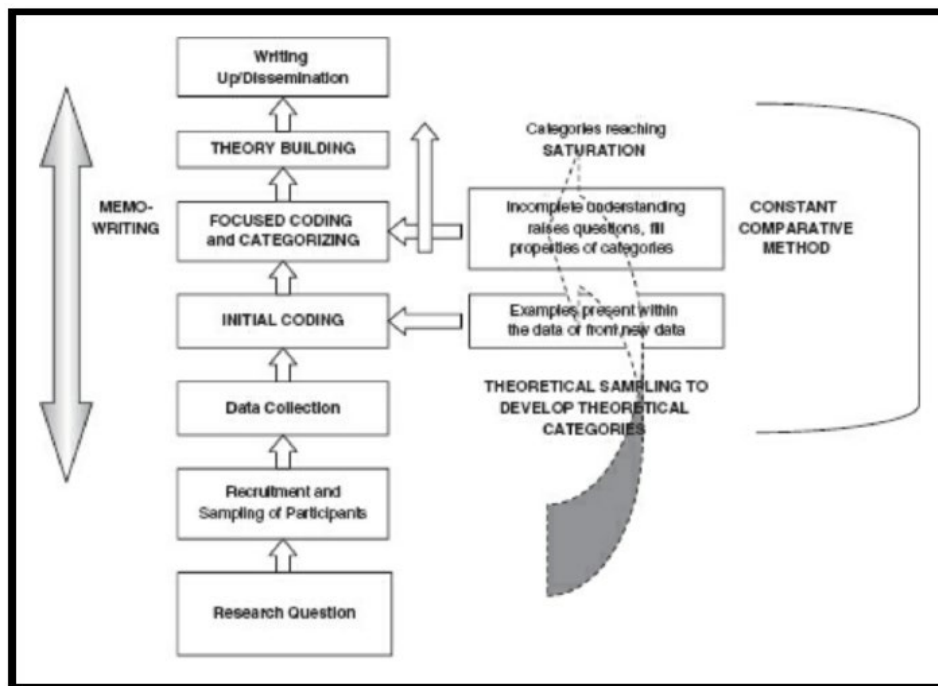 Writing
Up/Dissemination
THEORY BUILDING
FOCUSED CODING
and CATEGORIZING
INITIAL CODING
Data Collection
Recruitment and
Sampling of Participants
Research Question
MEMO-
WRITING
Categories reaching
SATURATION
Incomplete understanding
raises questions, fill
properties of categories
Examples present within
the data or front new data
THEORETICAL SAMPLING TO
DEVELOP THEORETICAL
CATEGORIES
CONSTANT
COMPARATIVE
METHOD